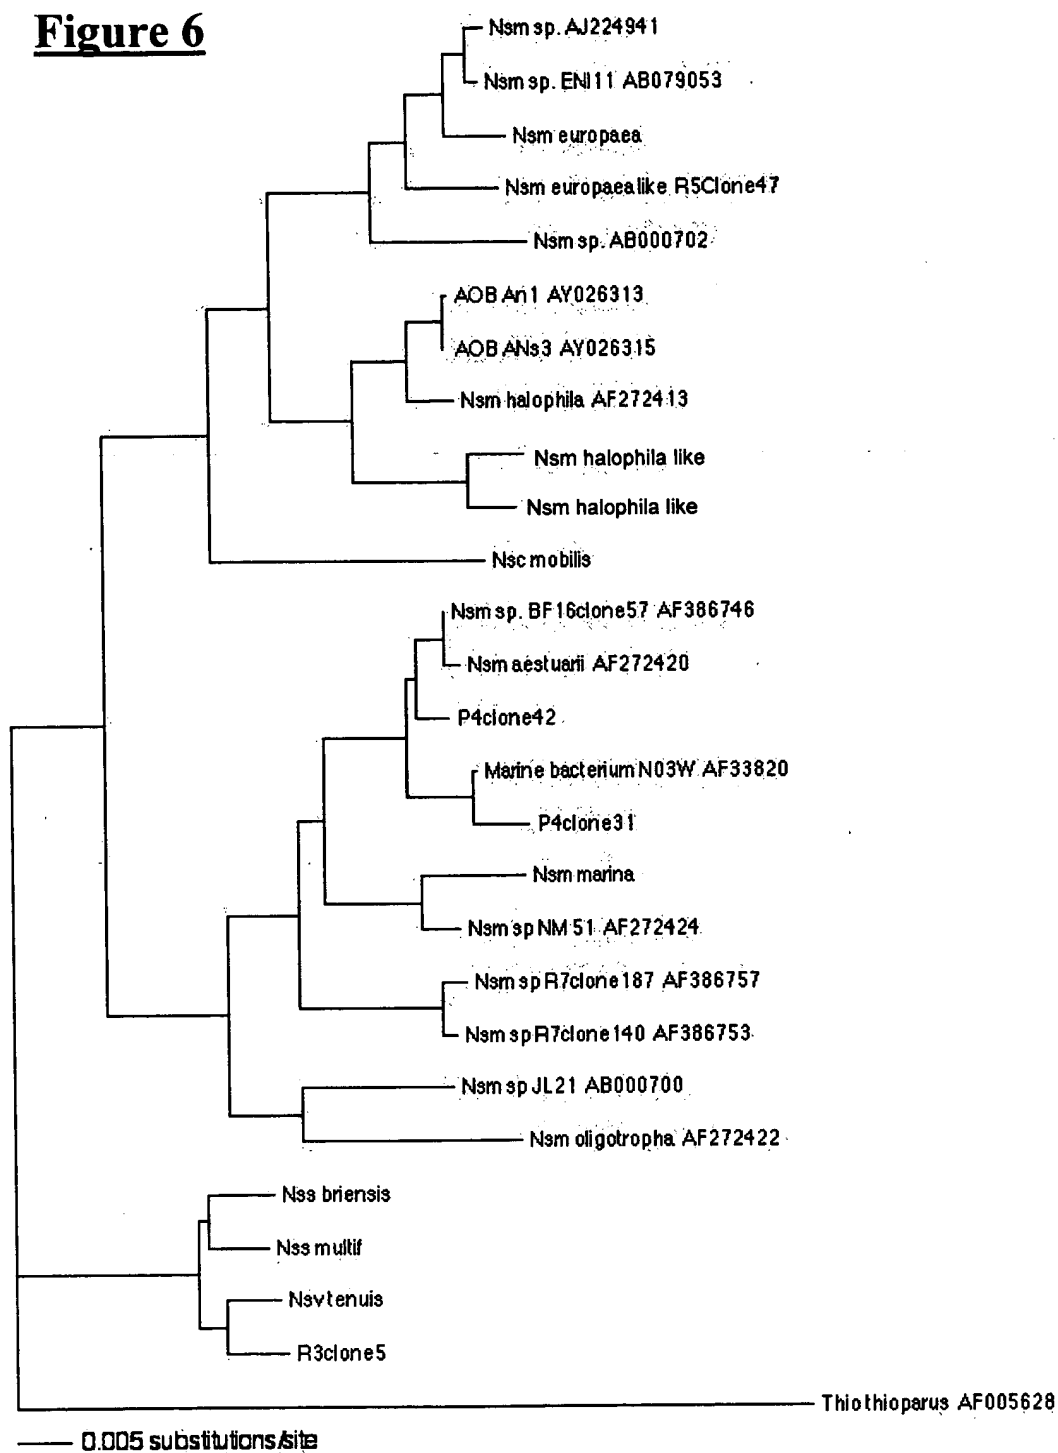 Figure 6
Nsm sp. AJ224941
Nsm sp. ENI11 AB079053
Nsm europaea
Nsm europaealike R5Clone47
Nsm sp. AB000702
AOB An1 AY026313
AOB ANs3 AY026315
Nsm halophila AF272413
Nsm halophila like
Nsm halophila like
Nsc mobilis
Nsm sp. BF16clone57 AF386746
Nsm aestuarii AF272420
P4clone42
Marine bacterium N03W AF33820
P4clone31
Nsm marina
Nsm sp NM 51 AF272424
Nsm sp R7clone187 AF386757
Nsm sp R7clone140 AF386753
Nsm sp JL21 AB000700
Nsm oligotropha AF272422
Nss briensis
Nss multif
Nsv tenuis
R3clone5
Thiothioparus AF005628
0.005 substitutions/site